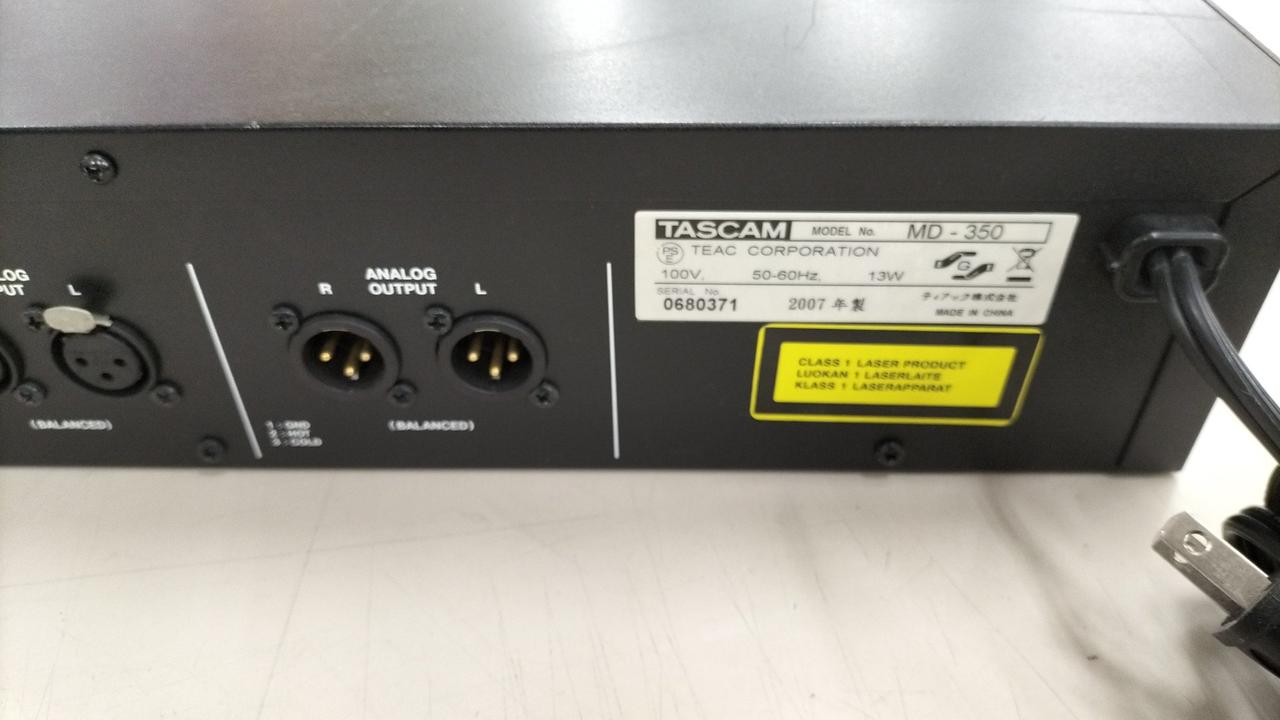 LOG
PUT
L
(BALANCED)
ANALOG
OUTPUT
R
L
1 : GND
2 : HOT
3 : COLD
(BALANCED)
TASCAM MODEL No. MD - 350
PS E TEAC CORPORATION
100V, 50-60Hz, 13W
G
SERIAL No.
0680371 2007 年製
ティアック株式会社
MADE IN CHINA
CLASS 1 LASER PRODUCT
LUOKAN 1 LASERLAITE
KLASS 1 LASERAPPARAT